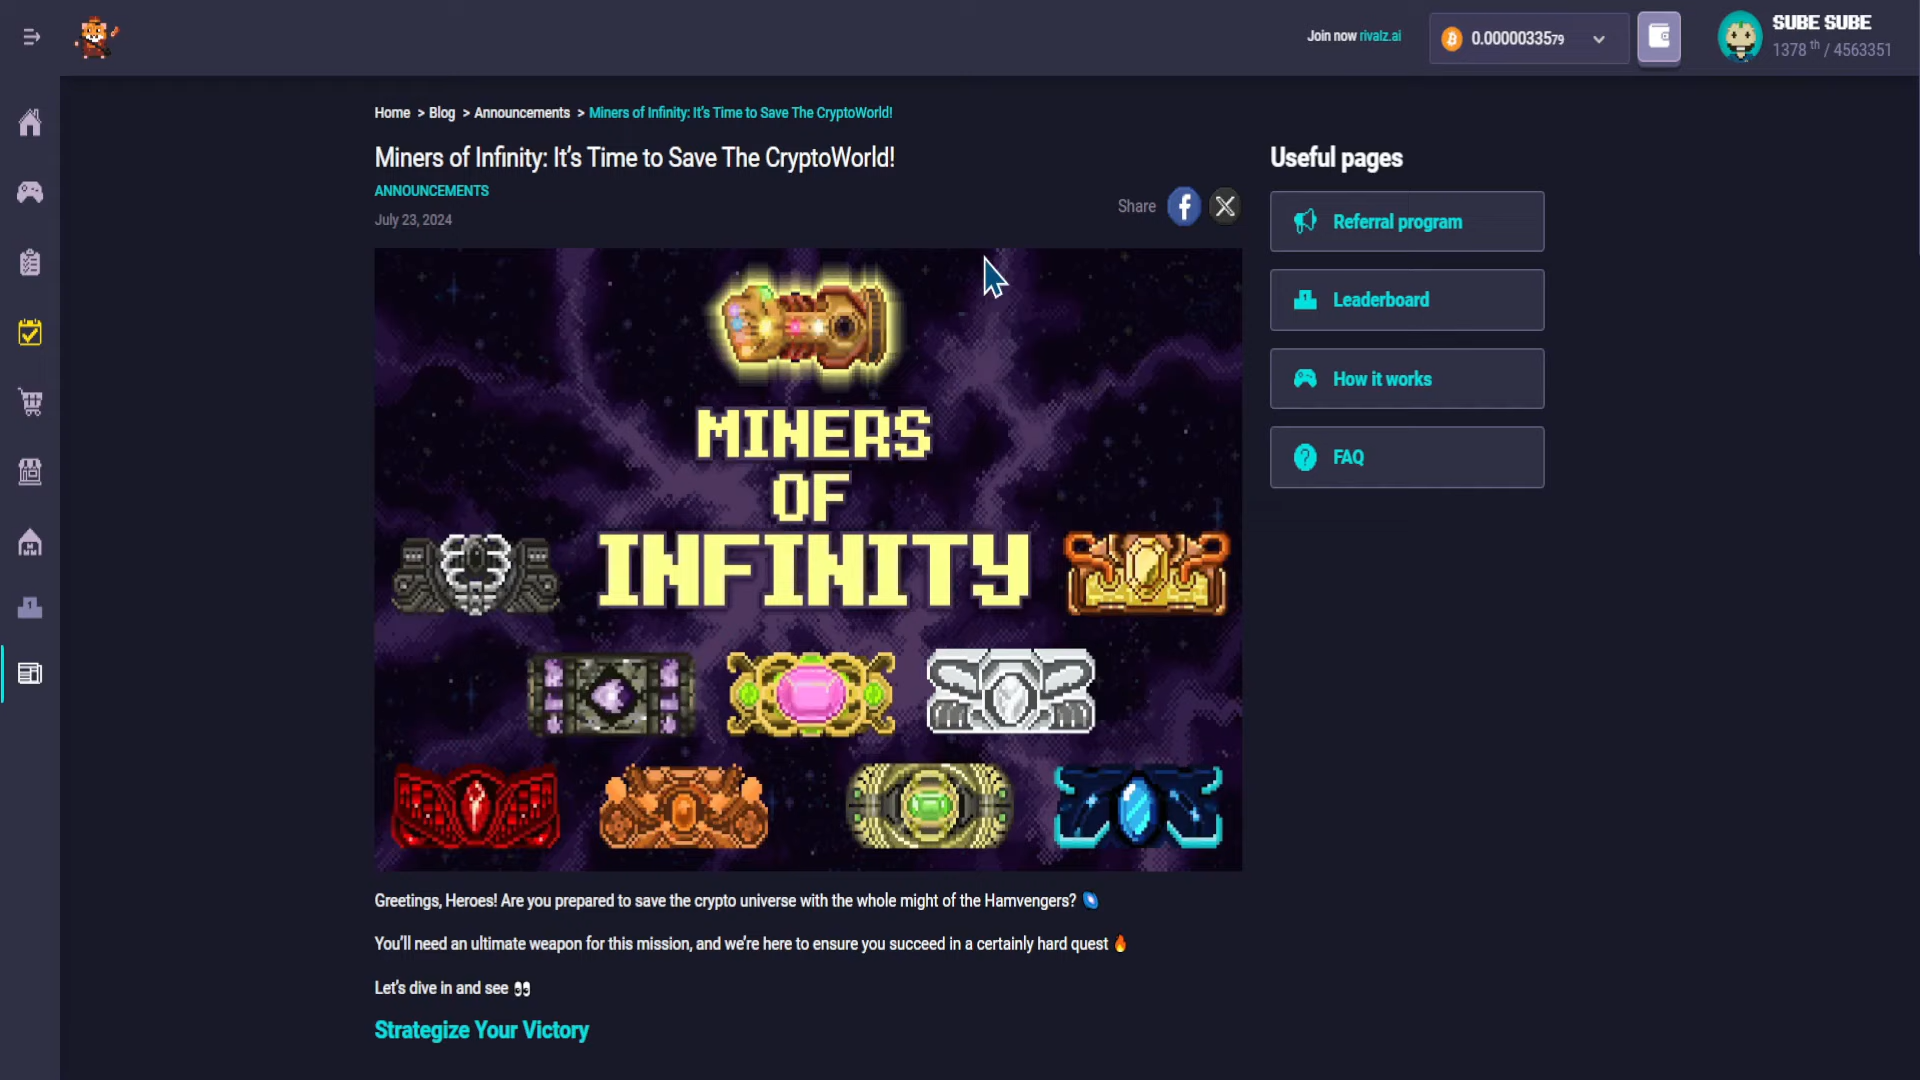 Join now rivalz.ai
0.0000033579
SUBE SUBE
1378 th / 4563351
Home > Blog > Announcements > Miners of Infinity: It's Time to Save The CryptoWorld!
Miners of Infinity: It's Time to Save The CryptoWorld!
ANNOUNCEMENTS
July 23, 2024
Share
MINERS
OF
INFINITY
Greetings, Heroes! Are you prepared to save the crypto universe with the whole might of the Hamvengers?
You'll need an ultimate weapon for this mission, and we're here to ensure you succeed in a certainly hard quest 🔥
Let's dive in and see 👀
Strategize Your Victory
Useful pages
Referral program
Leaderboard
How it works
FAQ